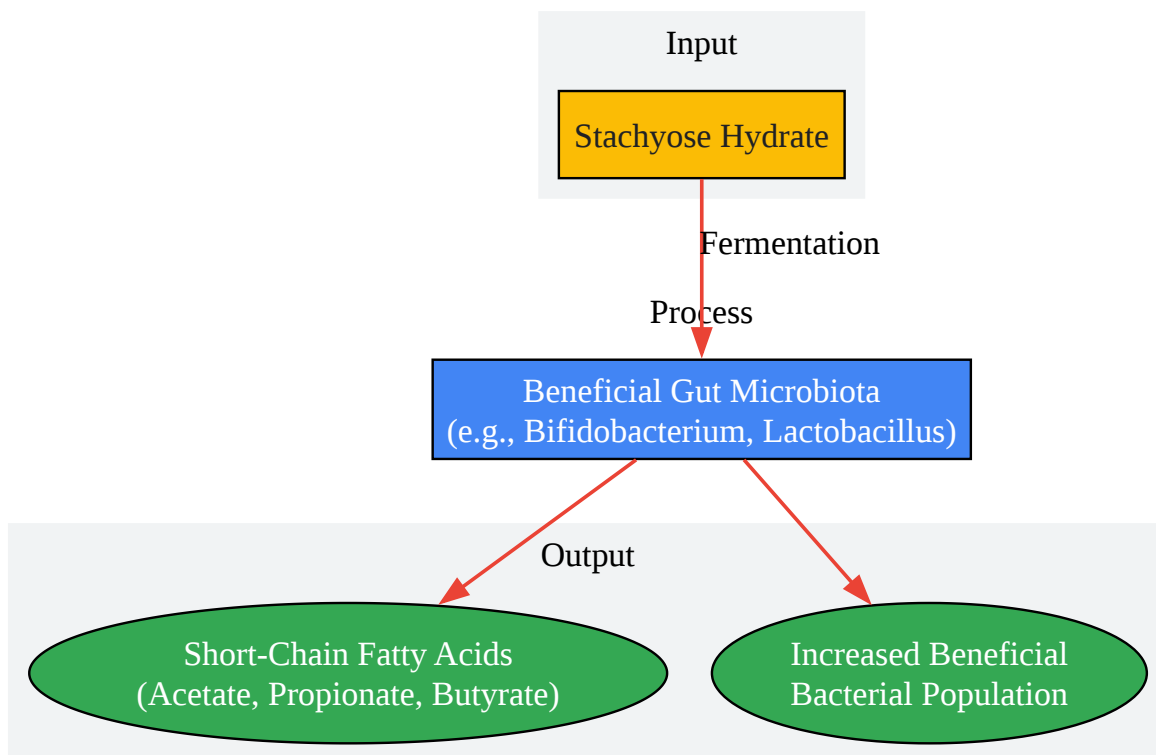 Input
Stachyose Hydrate
Fermentation
Process
Beneficial Gut Microbiota
(e.g., Bifidobacterium, Lactobacillus)
Output
Short-Chain Fatty Acids
(Acetate, Propionate, Butyrate)
Increased Beneficial
Bacterial Population